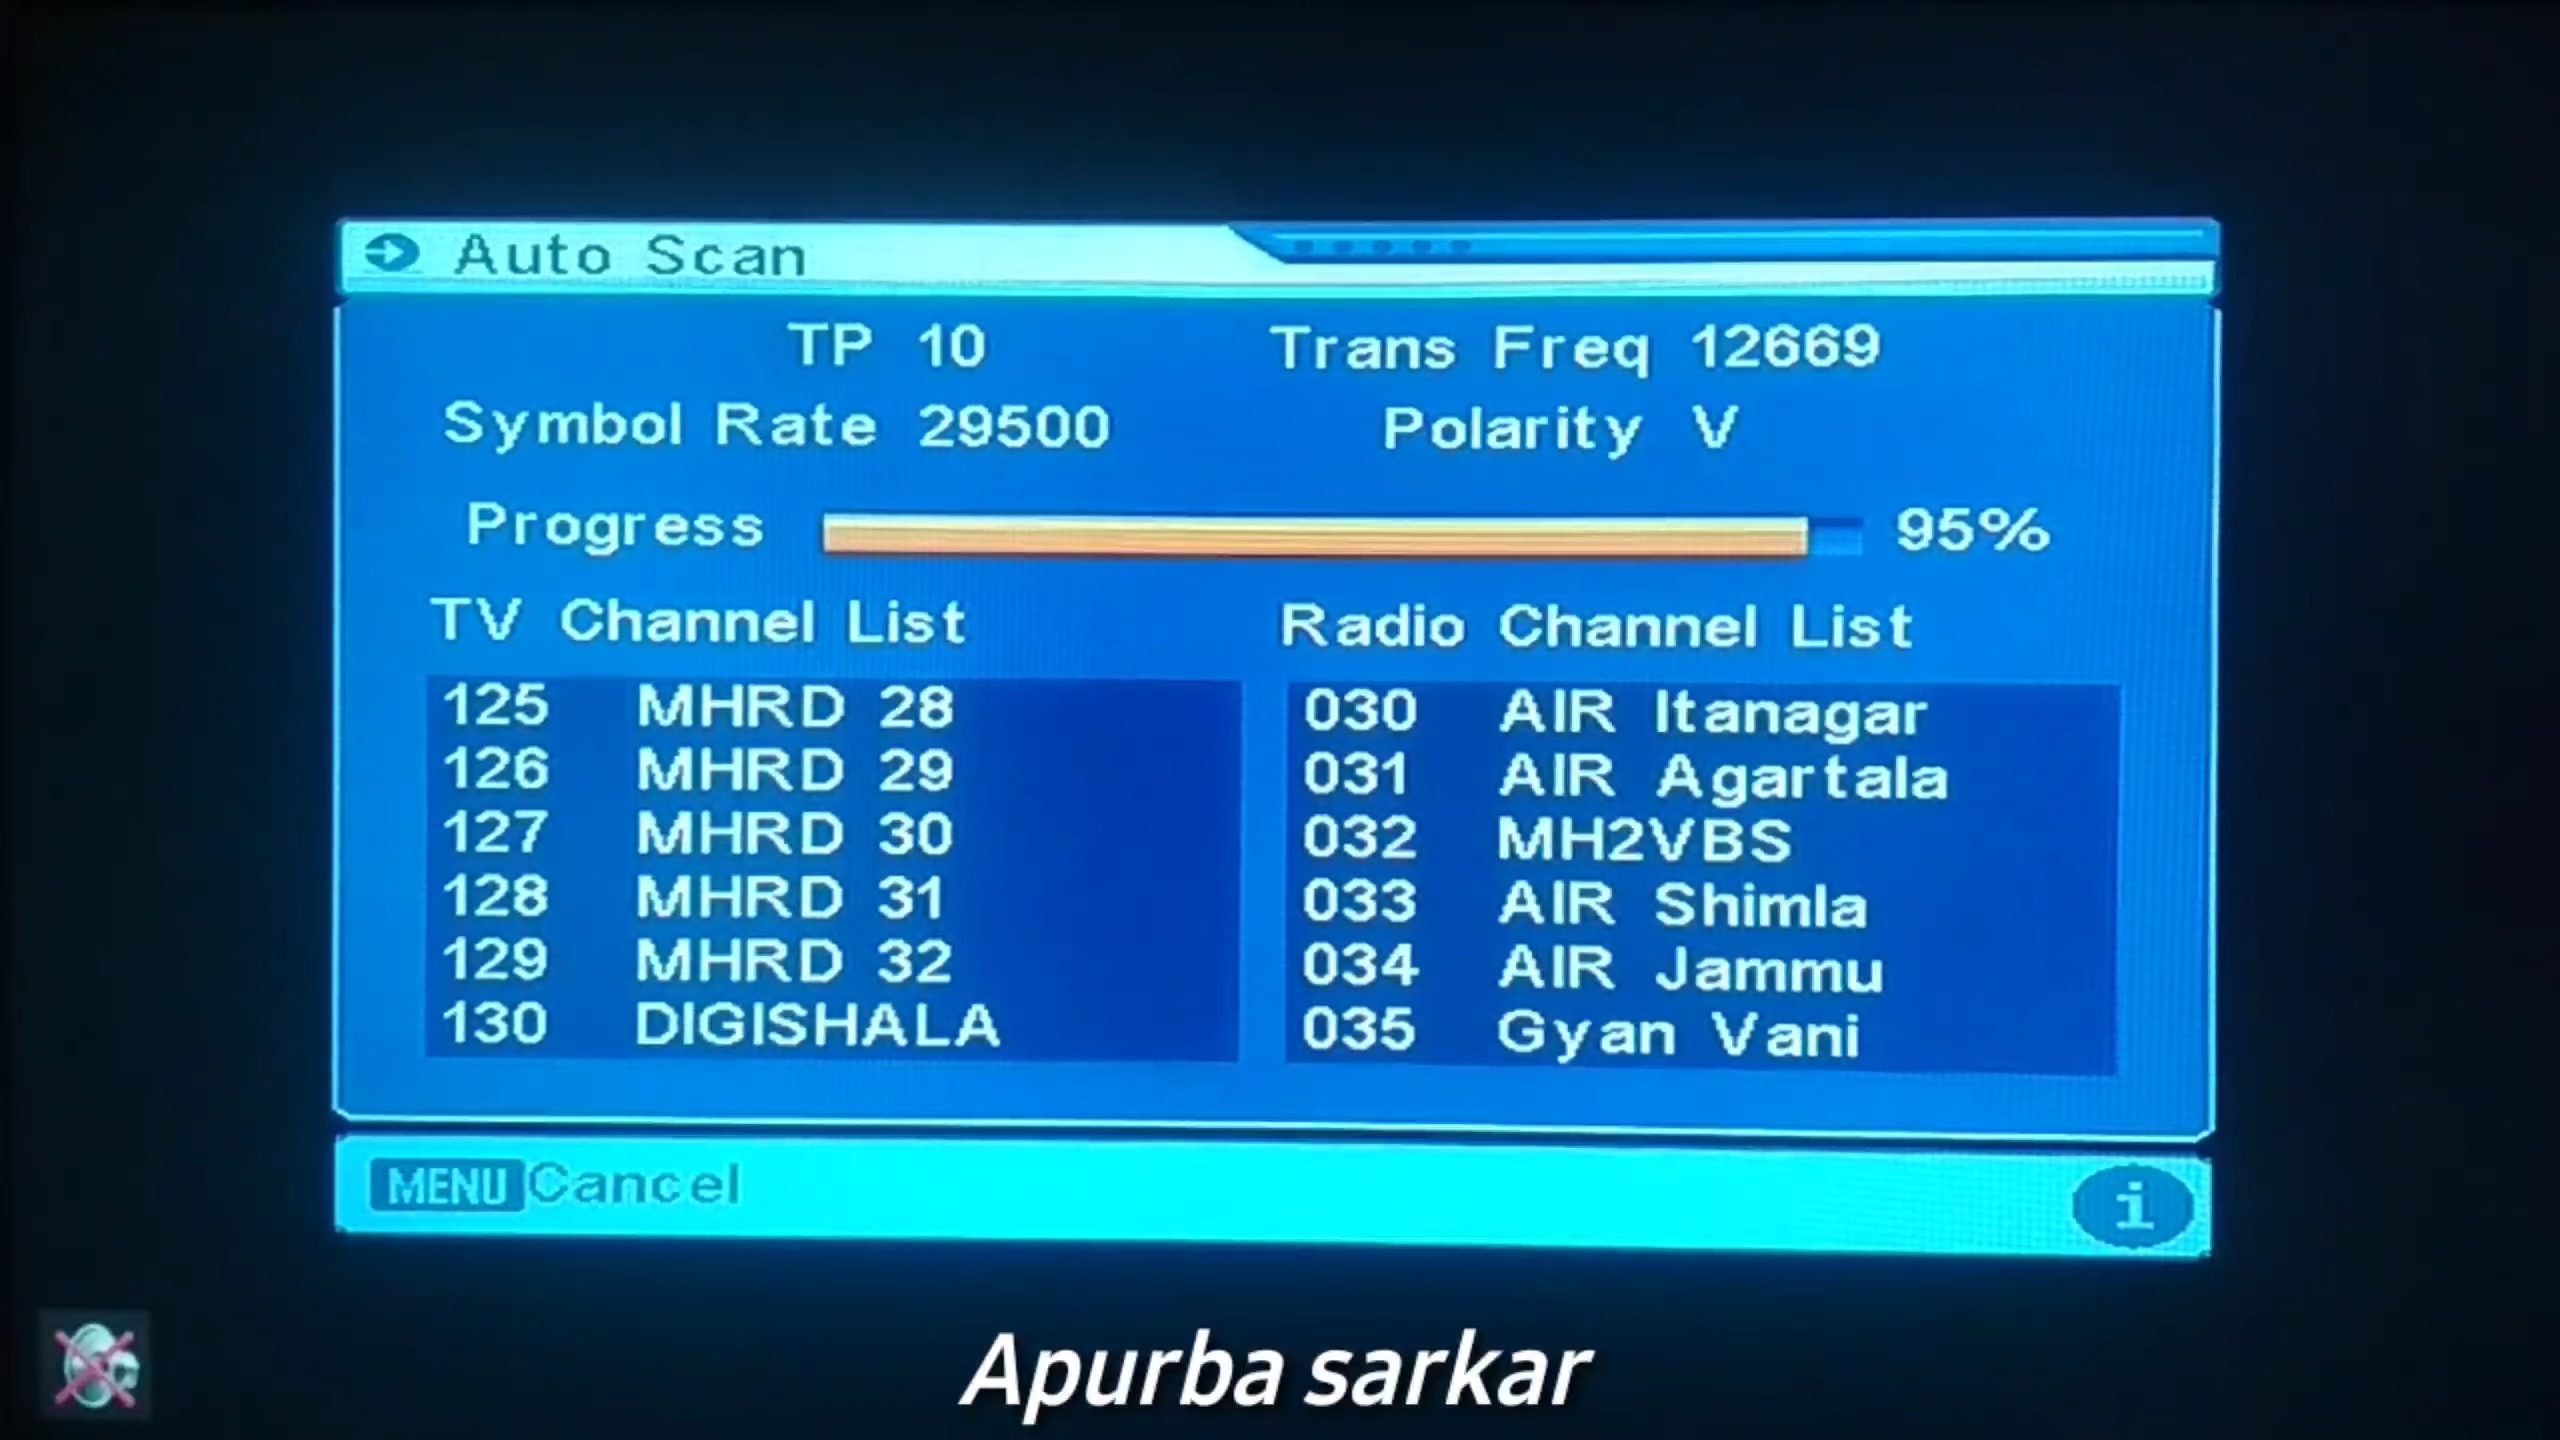 Auto Scan
TP 10 Trans Freq 12669
Symbol Rate 29500 Polarity V
Progress 95%
TV Channel List Radio Channel List
125 MHRD 28 030 AIR Itanagar
126 MHRD 29 031 AIR Agartala
127 MHRD 30 032 MH2VBS
128 MHRD 31 033 AIR Shimla
129 MHRD 32 034 AIR Jammu
130 DIGISHALA 035 Gyan Vani
MENU Cancel i
Apurba sarkar